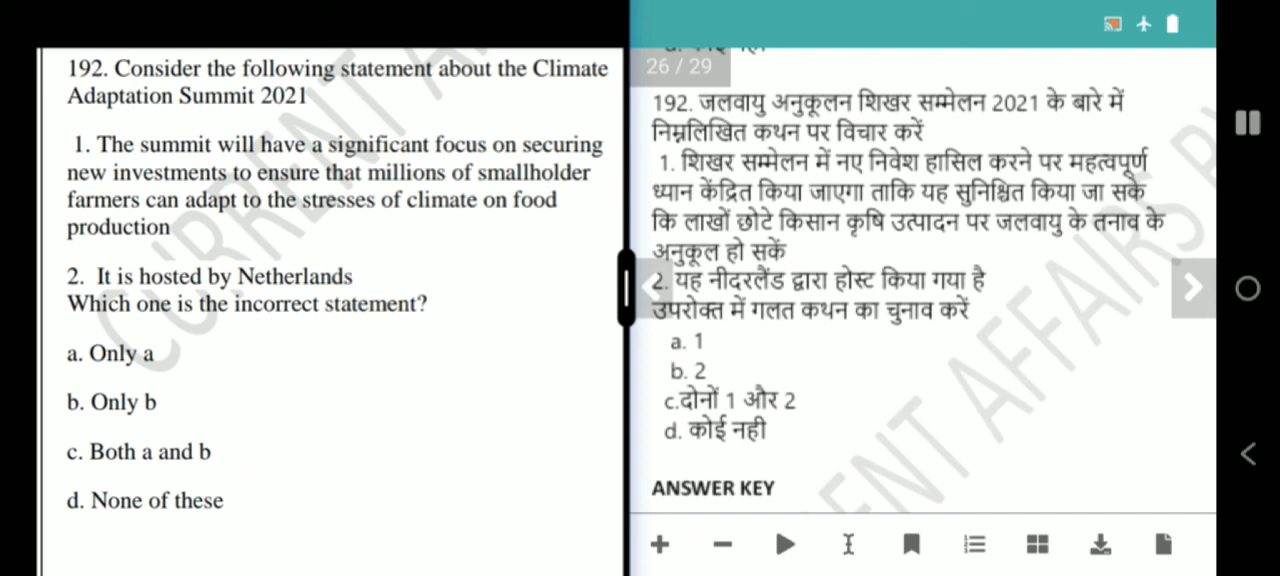 192. Consider the following statement about the Climate
Adaptation Summit 2021
1. The summit will have a significant focus on securing
new investments to ensure that millions of smallholder
farmers can adapt to the stresses of climate on food
production
2. It is hosted by Netherlands
Which one is the incorrect statement?
a. Only a
b. Only b
c. Both a and b
d. None of these
26 / 29
192. जलवायु अनुकूलन शिखर सम्मेलन 2021 के बारे में
निम्नलिखित कथन पर विचार करें
1. शिखर सम्मेलन में नए निवेश हासिल करने पर महत्वपूर्ण
ध्यान केंद्रित किया जाएगा ताकि यह सुनिश्चित किया जा सके
कि लाखों छोटे किसान कृषि उत्पादन पर जलवायु के तनाव के
अनुकूल हो सकें
2. यह नीदरलैंड द्वारा होस्ट किया गया है
उपरोक्त में गलत कथन का चुनाव करें
a. 1
b. 2
c.दोनों 1 और 2
d. कोई नही
ANSWER KEY
CURRENT A
ENT AFFAIRS P